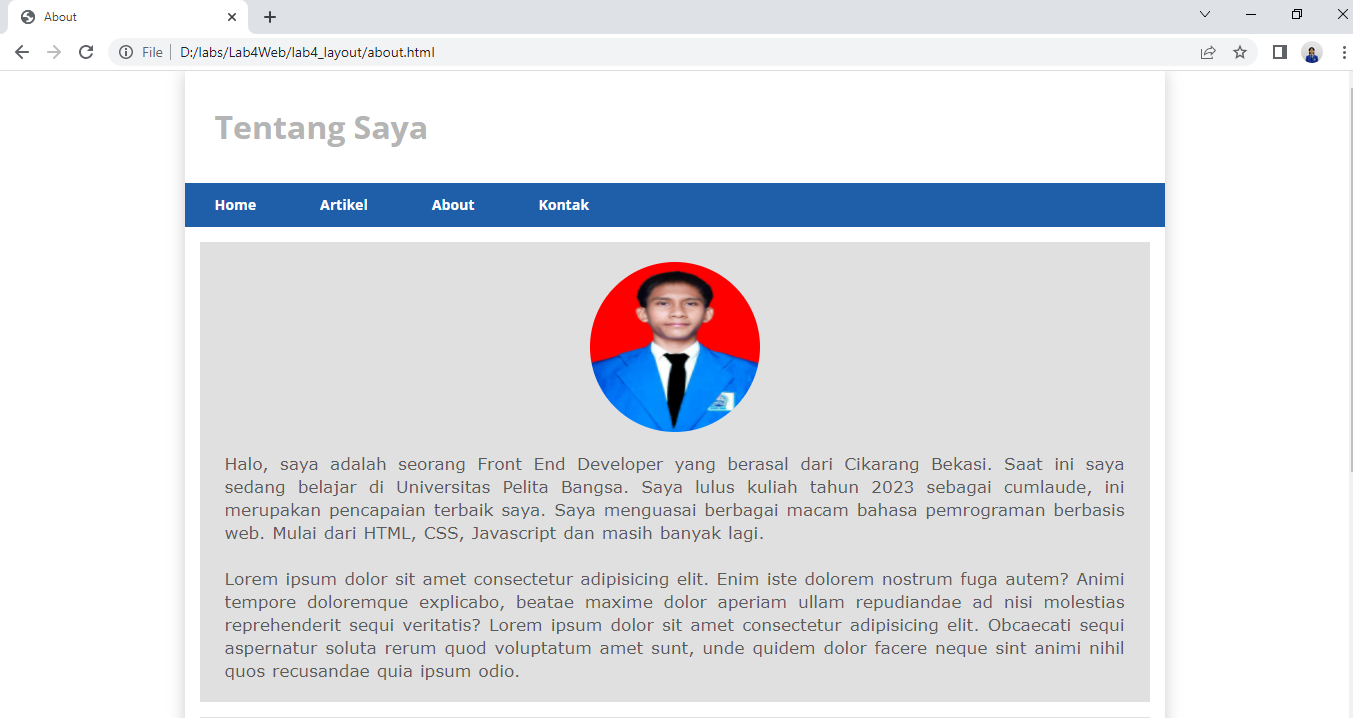 About
File
D:/labs/Lab4Web/lab4_layout/about.html
Tentang Saya
Home
Artikel
About
Kontak
Halo, saya adalah seorang Front End Developer yang berasal dari Cikarang Bekasi. Saat ini saya
sedang belajar di Universitas Pelita Bangsa. Saya lulus kuliah tahun 2023 sebagai cumlaude, ini
merupakan pencapaian terbaik saya. Saya menguasai berbagai macam bahasa pemrograman berbasis
web. Mulai dari HTML, CSS, Javascript dan masih banyak lagi.
Lorem ipsum dolor sit amet consectetur adipisicing elit. Enim iste dolorem nostrum fuga autem? Animi
tempore doloremque explicabo, beatae maxime dolor aperiam ullam repudiandae ad nisi molestias
reprehenderit sequi veritatis? Lorem ipsum dolor sit amet consectetur adipisicing elit. Obcaecati sequi
aspernatur soluta rerum quod voluptatum amet sunt, unde quidem dolor facere neque sint animi nihil
quos recusandae quia ipsum odio.